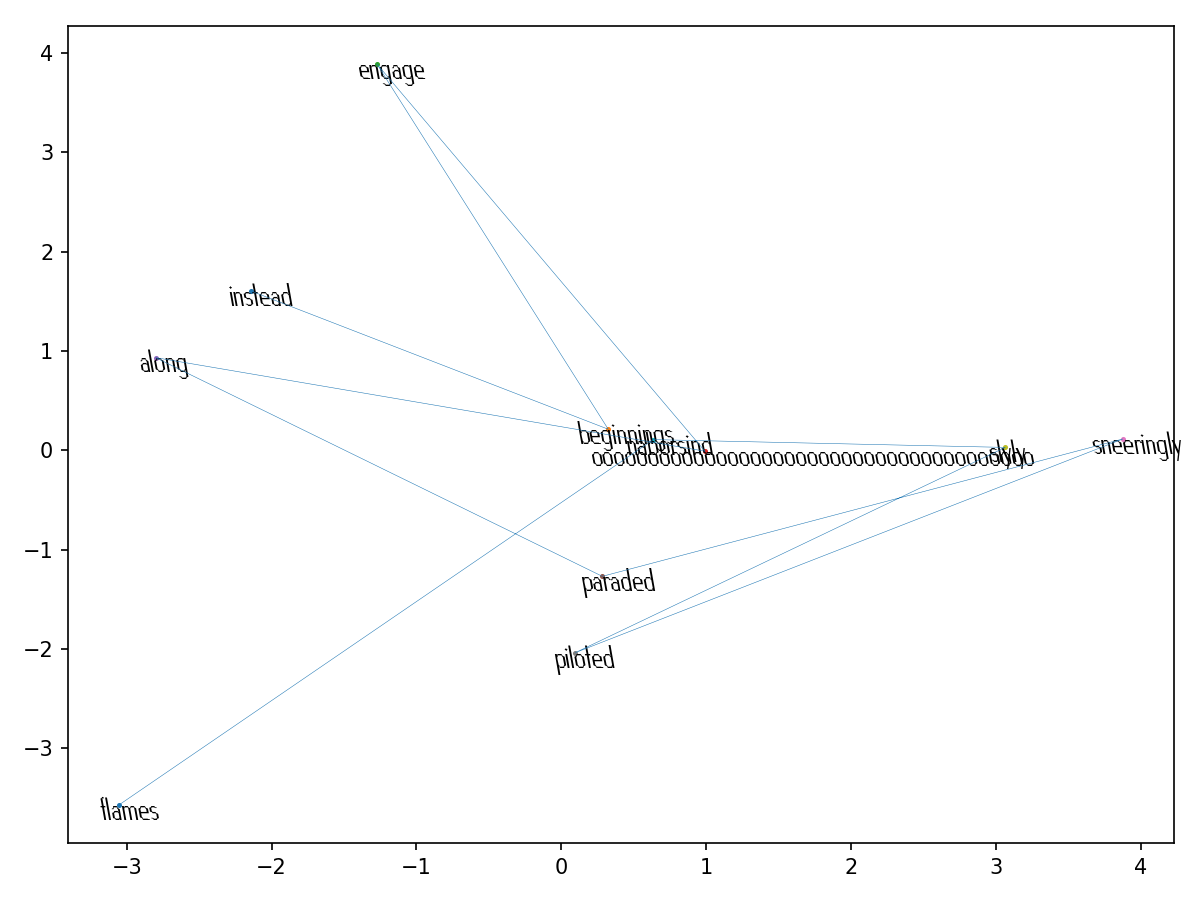 4
3
2
1
0
−1
−2
−3
engage
instead
along
beginnings
slyly
sneeringly
paraded
piloted
flames
−3
−2
−1
0
1
2
3
4